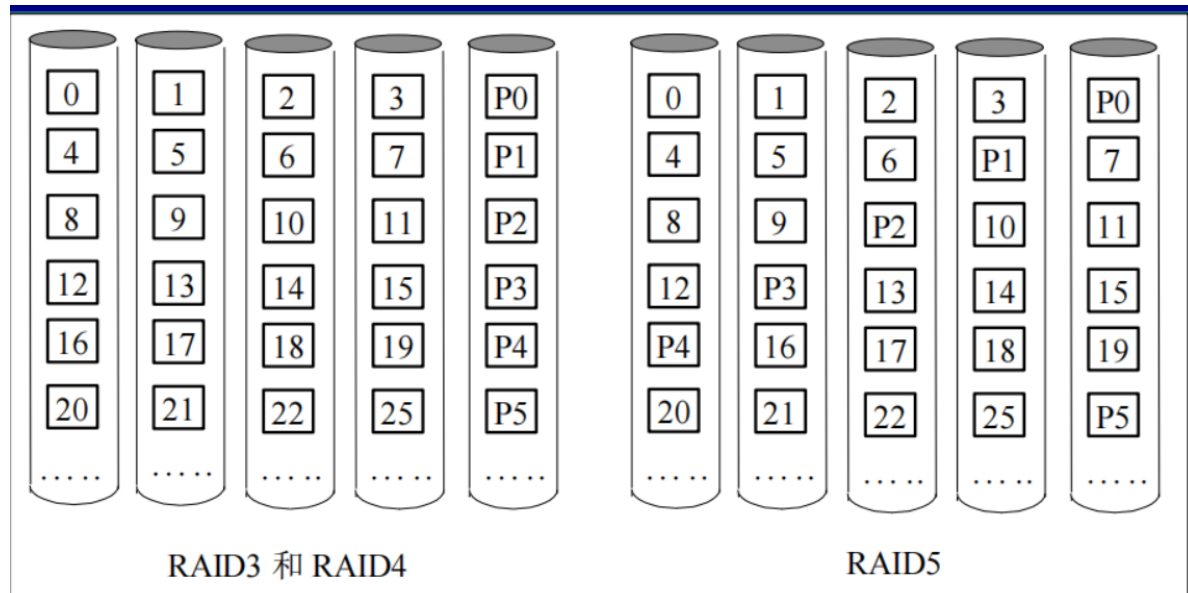 0 1 2 3 P0 0 1 2 3 P0
4 5 6 7 P1 4 5 6 P1 7
8 9 10 11 P2 8 9 P2 10 11
12 13 14 15 P3 12 P3 13 14 15
16 17 18 19 P4 P4 16 17 18 19
20 21 22 25 P5 20 21 22 25 P5
..... ..... ..... ..... ..... ..... ..... ..... ..... .....
RAID3 和 RAID4 RAID5